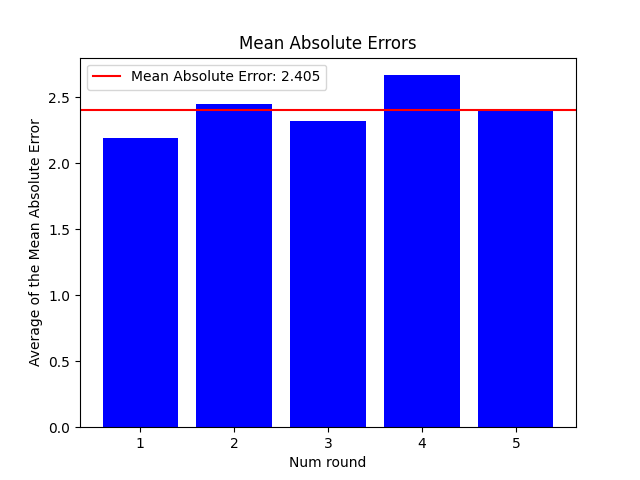 Mean Absolute Errors
Mean Absolute Error: 2.405
Average of the Mean Absolute Error
2.5
2.0
1.5
1.0
0.5
0.0
1 2 3 4 5
Num round